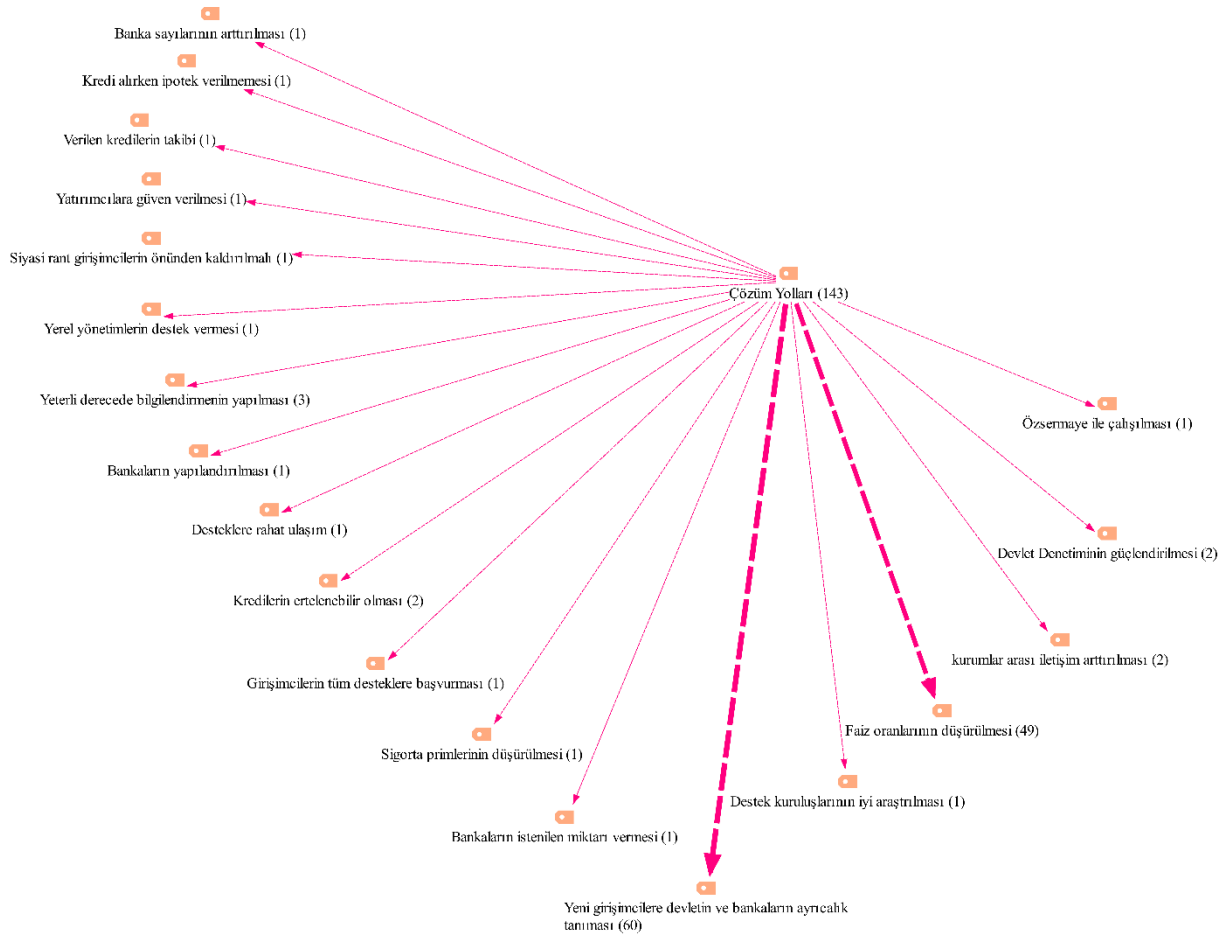 Banka sayılarının arttırılması (1)
Kredi alırken ipotek verilmemesi (1)
Verilen kredilerin takibi (1)
Yatırımcılara güven verilmesi (1)
Siyasi rant girişimcilerin önünden kaldırılmalı (1)
Çözüm Yolları (143)
Yerel yönetimlerin destek vermesi (1)
Yeterli derecede bilgilendirmenin yapılması (3)
Özsermaye ile çalışılması (1)
Bankaların yapılandırılması (1)
Desteklere rahat ulaşım (1)
Devlet Denetiminin güçlendirilmesi (2)
Kredilerin ertelenebilir olması (2)
kurumlar arası iletişim arttırılması (2)
Girişimcilerin tüm desteklere başvurması (1)
Faiz oranlarının düşürülmesi (49)
Sigorta primlerinin düşürülmesi (1)
Destek kuruluşlarının iyi araştrılması (1)
Bankaların istenilen miktarı vermesi (1)
Yeni girişimcilere devletin ve bankaların ayrıcalık
tanıması (60)